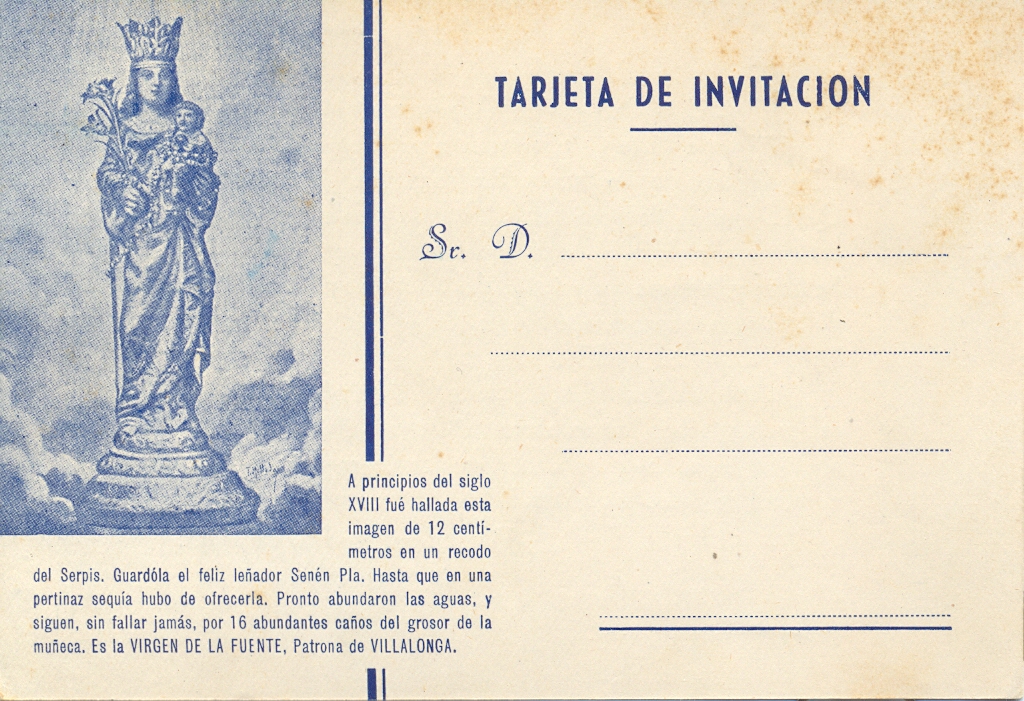 TARJETA DE INVITACION
Sr. D.
A principios del siglo
XVIII fué hallada esta
imagen de 12 centí-
metros en un recodo
del Serpis. Guardóla el feliz leñador Senén Pla. Hasta que en una
pertinaz sequía hubo de ofrecerla. Pronto abundaron las aguas, y
siguen, sin fallar jamás, por 16 abundantes caños del grosor de la
muñeca. Es la VIRGEN DE LA FUENTE, Patrona de VILLALONGA.